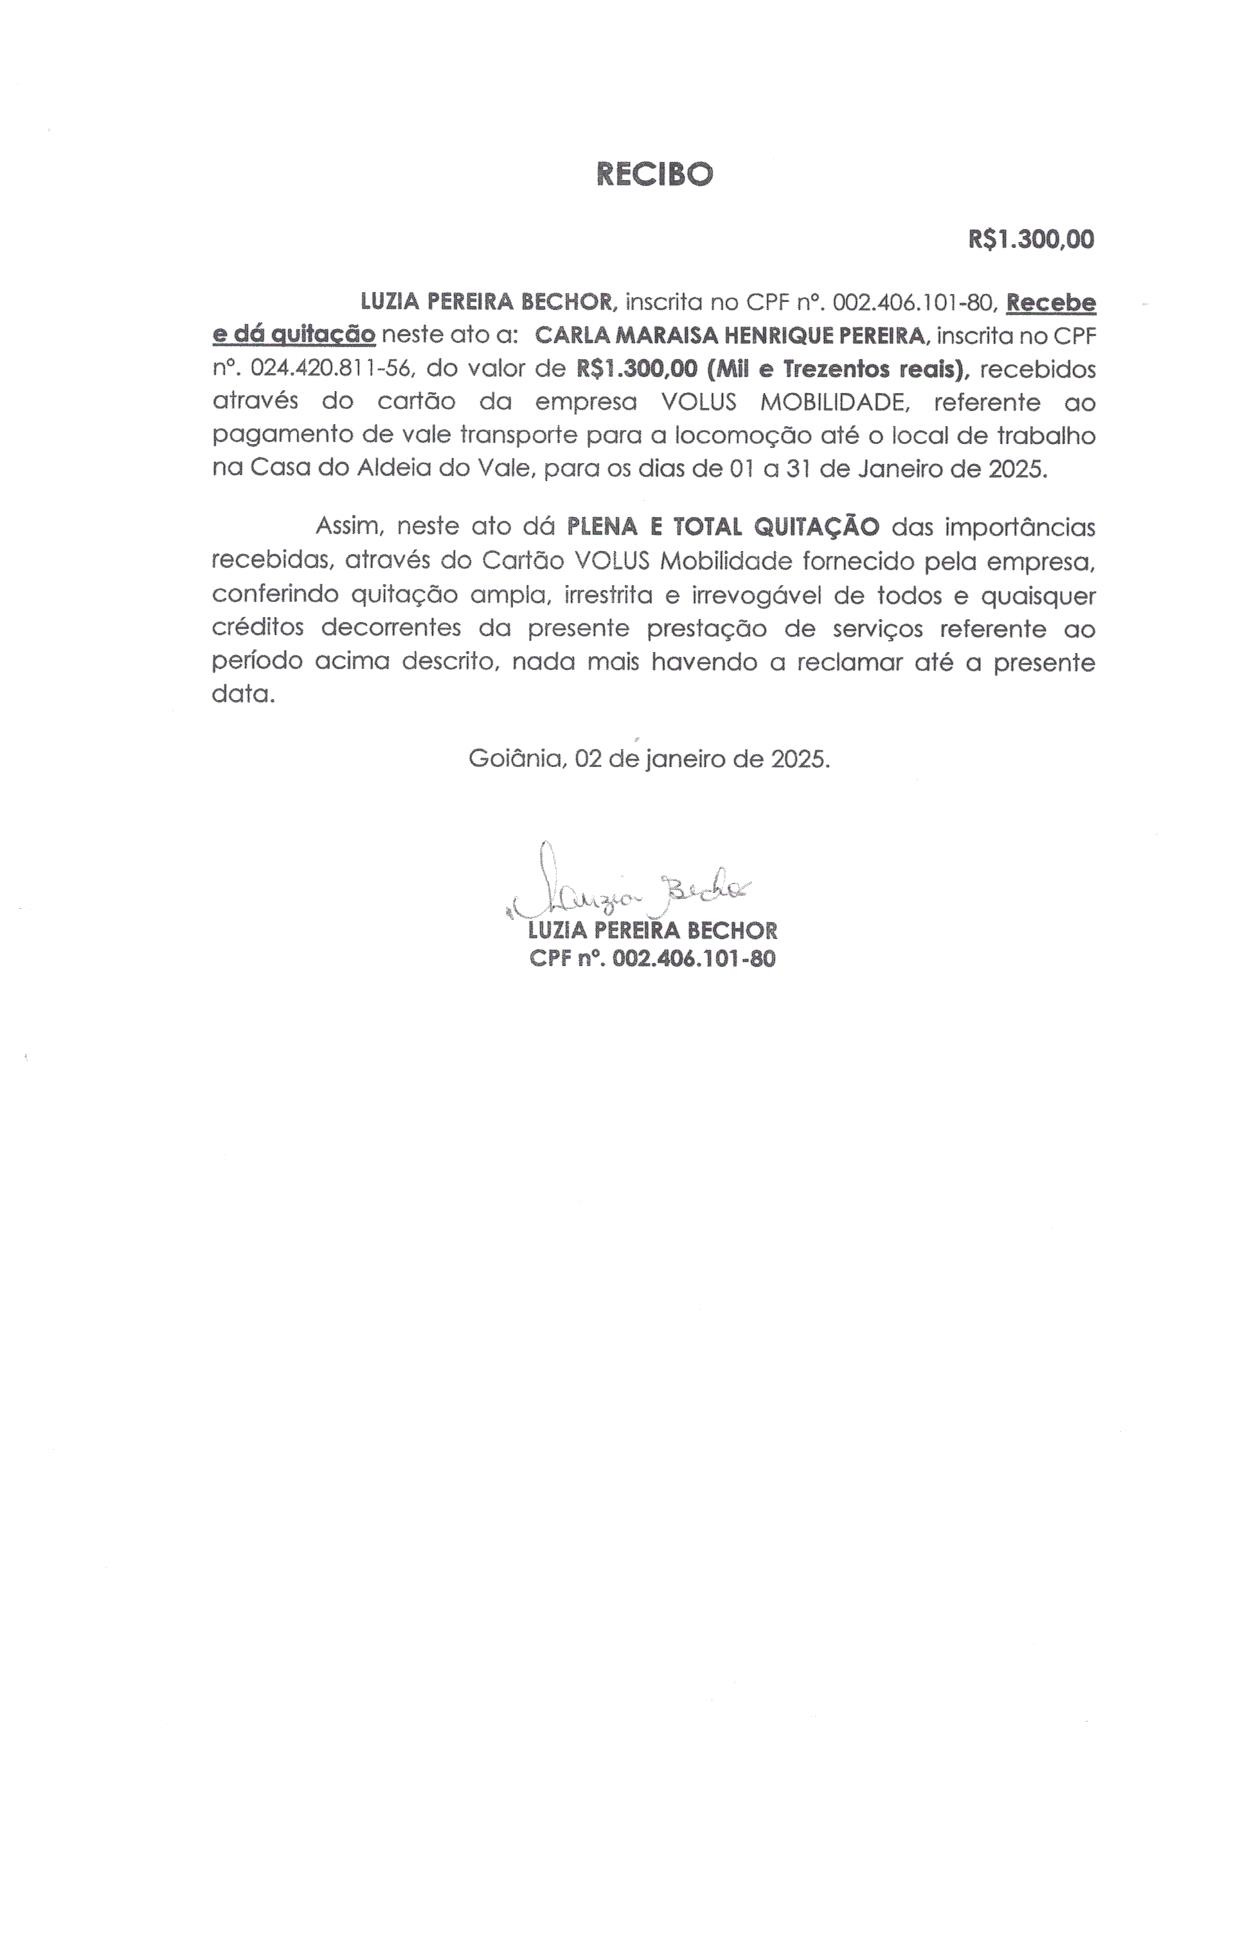 RECIBO
R$1.300,00
LUZIA PEREIRA BECHOR, inscrita no CPF nº. 002.406.101-80, Recebe
e dá quitação neste ato a: CARLA MARAISA HENRIQUE PEREIRA, inscrita no CPF
nº. 024.420.811-56, do valor de R$1.300,00 (Mil e Trezentos reais), recebidos
através do cartão da empresa VOLUS MOBILIDADE, referente ao
pagamento de vale transporte para a locomoção até o local de trabalho
na Casa do Aldeia do Vale, para os dias de 01 a 31 de Janeiro de 2025.
Assim, neste ato dá PLENA E TOTAL QUITAÇÃO das importâncias
recebidas, através do Cartão VOLUS Mobilidade fornecido pela empresa,
conferindo quitação ampla, irrestrita e irrevogável de todos e quaisquer
créditos decorrentes da presente prestação de serviços referente ao
período acima descrito, nada mais havendo a reclamar até a presente
data.
Goiânia, 02 de janeiro de 2025.
Luzia Bechor
LUZIA PEREIRA BECHOR
CPF nº. 002.406.101-80